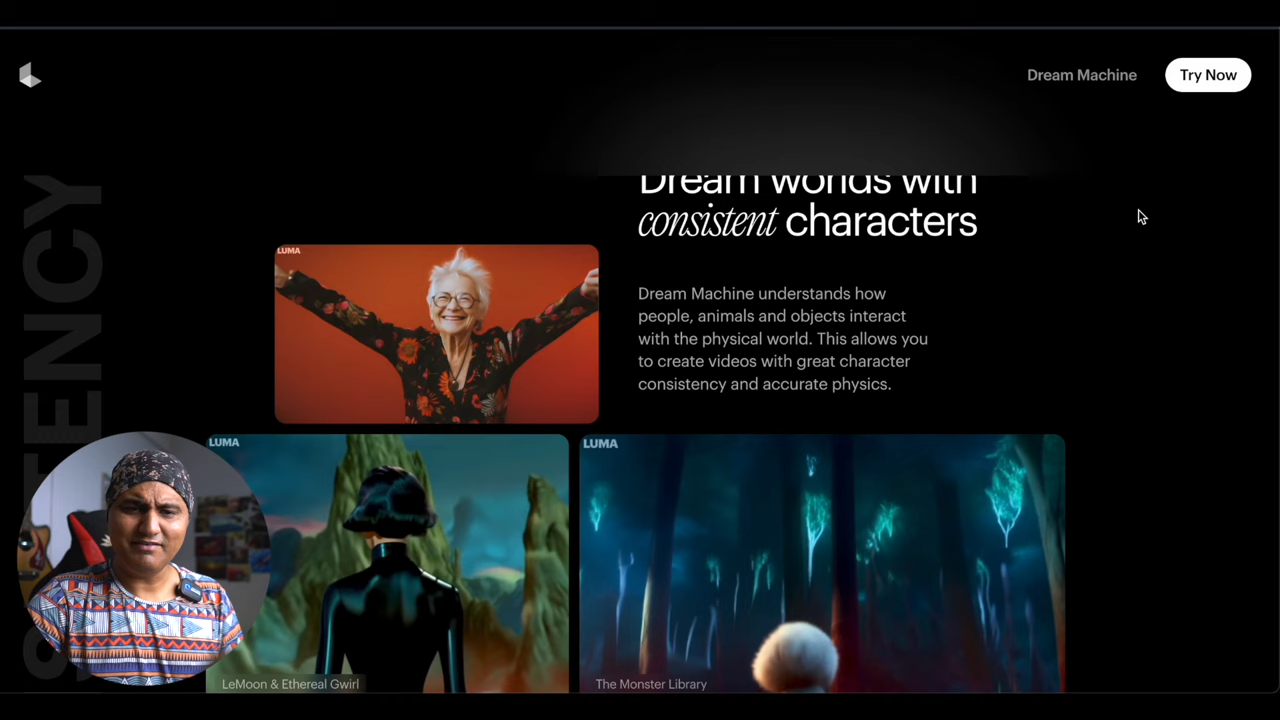 Dream Machine
Try Now
Dream worlds with
consistent characters
LUMA
Dream Machine understands how
people, animals and objects interact
with the physical world. This allows you
to create videos with great character
consistency and accurate physics.
LUMA
LUMA
LeMoon & Ethereal Gwirl
The Monster Library